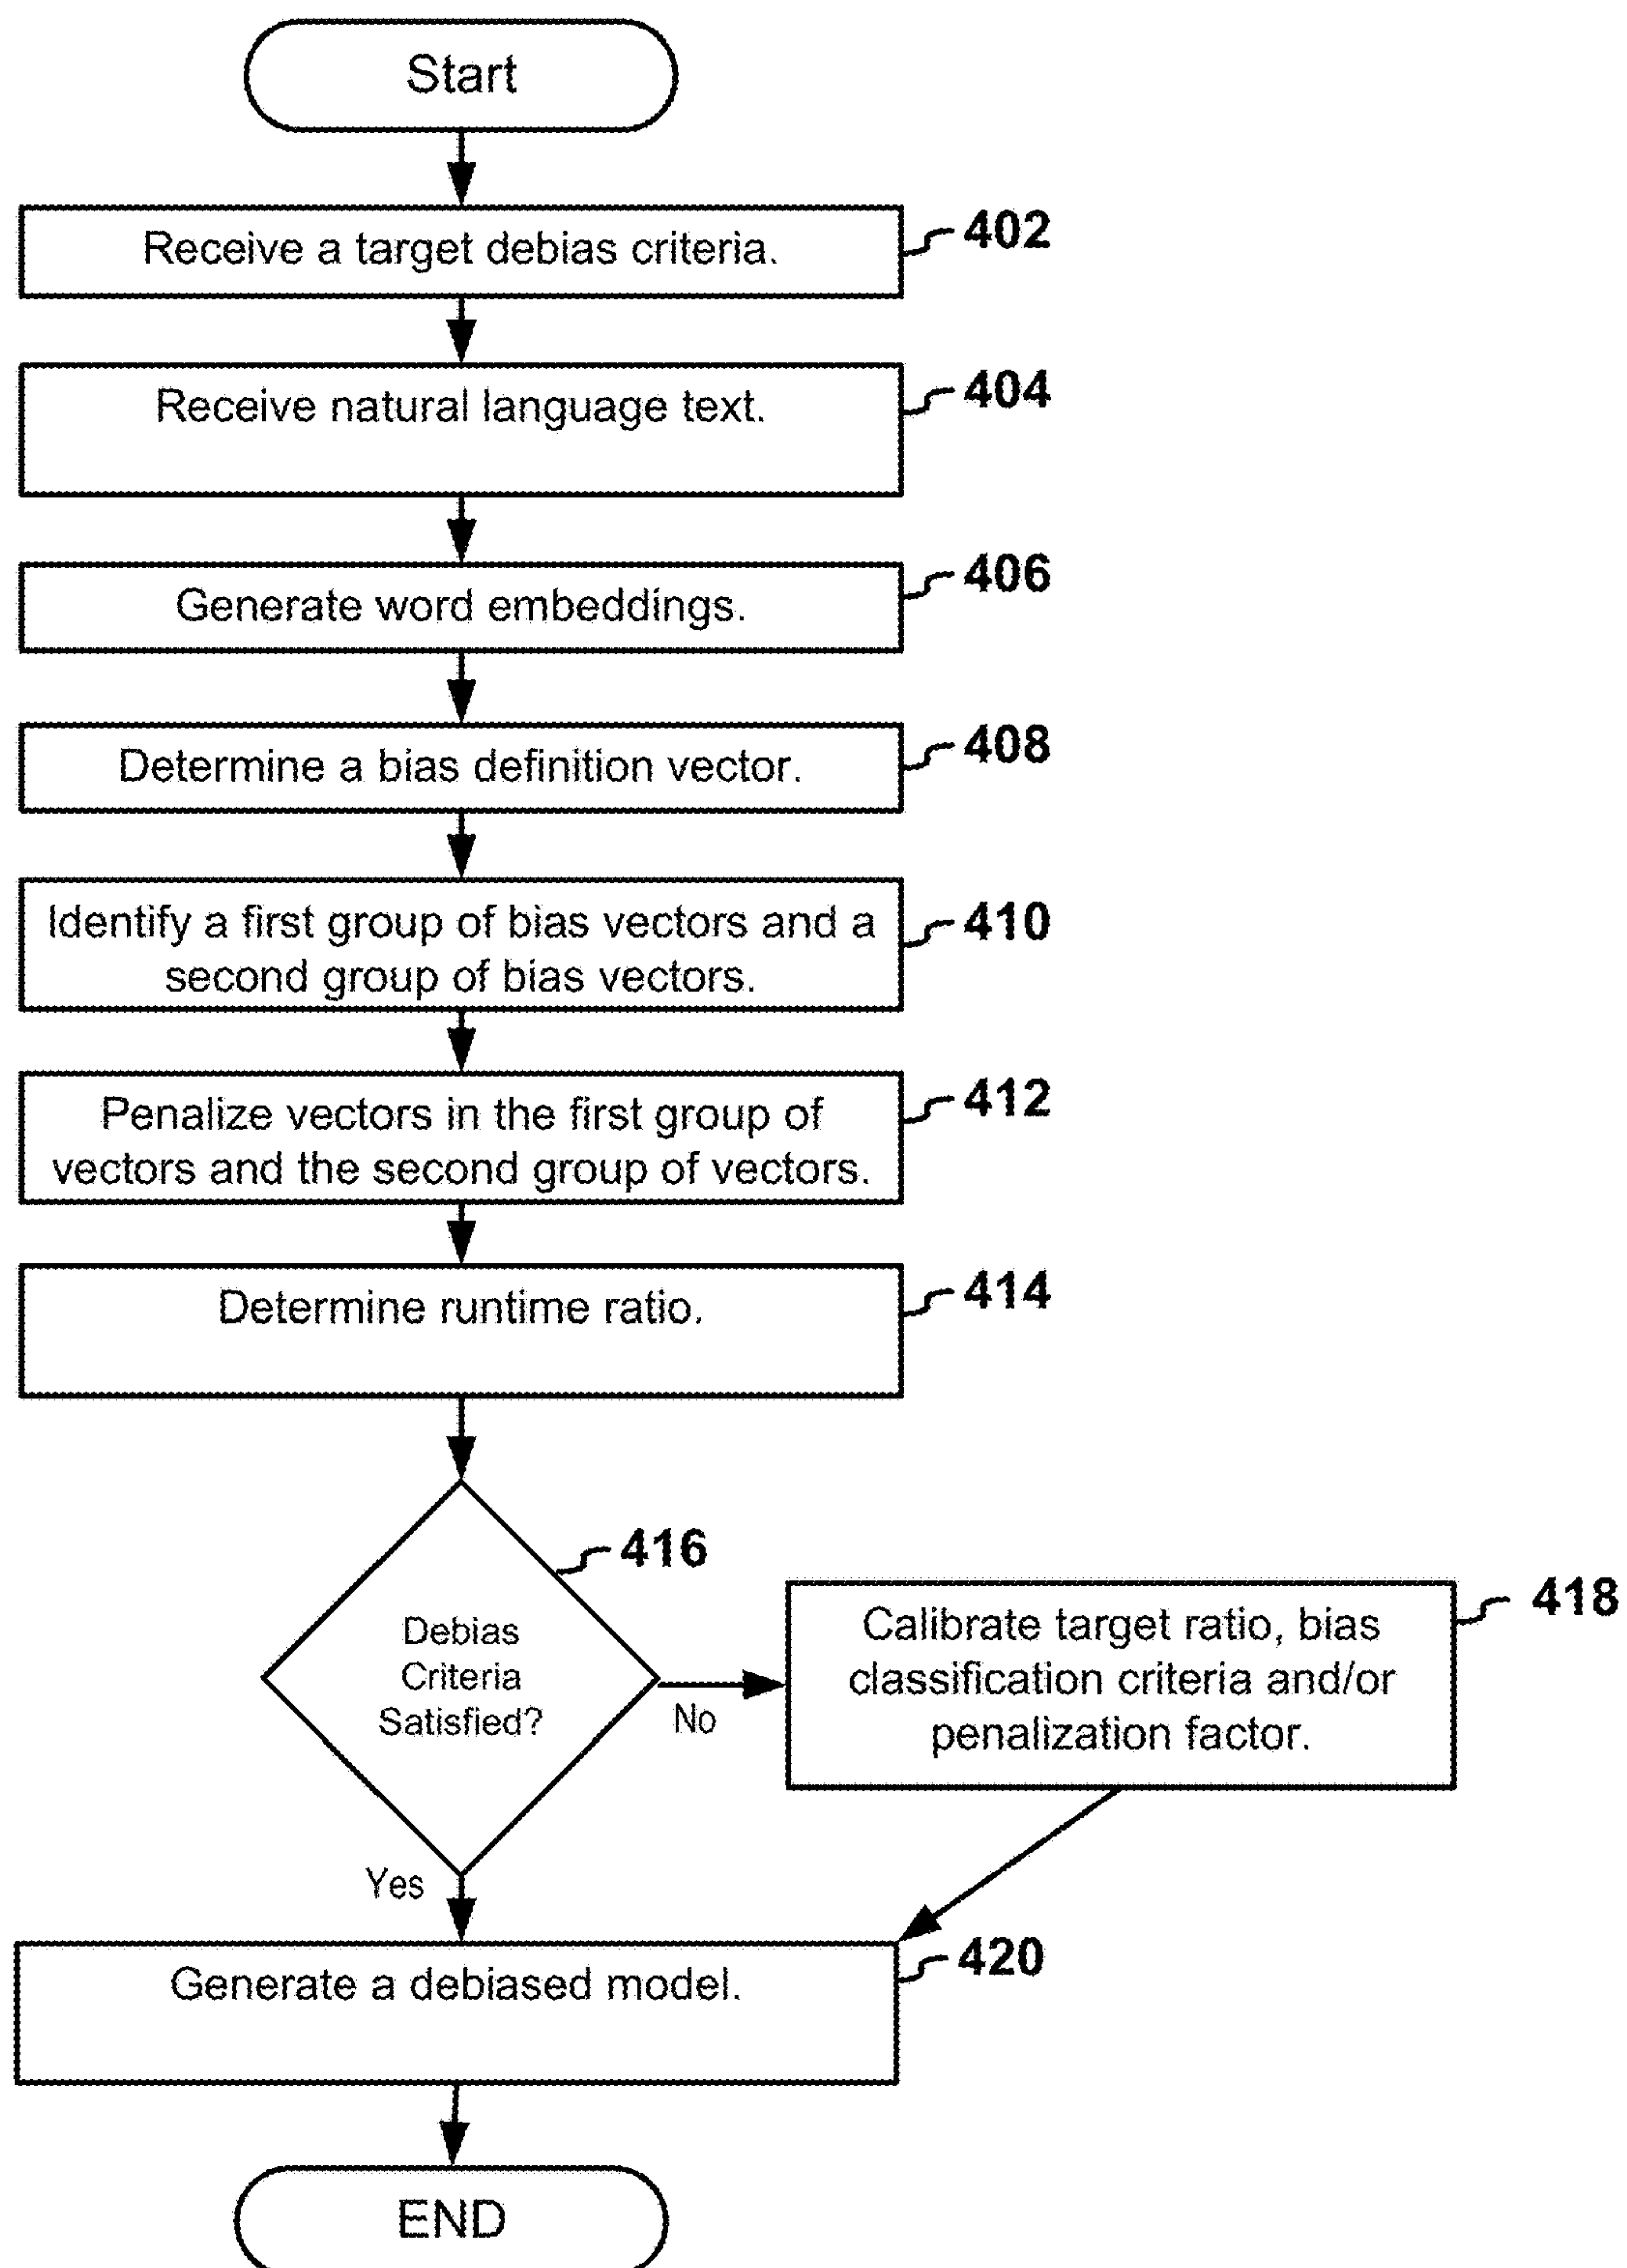 Start
Receive a target debias criteria.
402
Receive natural language text.
404
Generate word embeddings.
406
Determine a bias definition vector.
408
Identify a first group of bias vectors and a
second group of bias vectors.
410
Penalize vectors in the first group of
vectors and the second group of vectors.
412
Determine runtime ratio.
414
416
Debias
Criteria
Satisfied?
No
Calibrate target ratio, bias
classification criteria and/or
penalization factor.
418
Yes
Generate a debiased model.
420
END